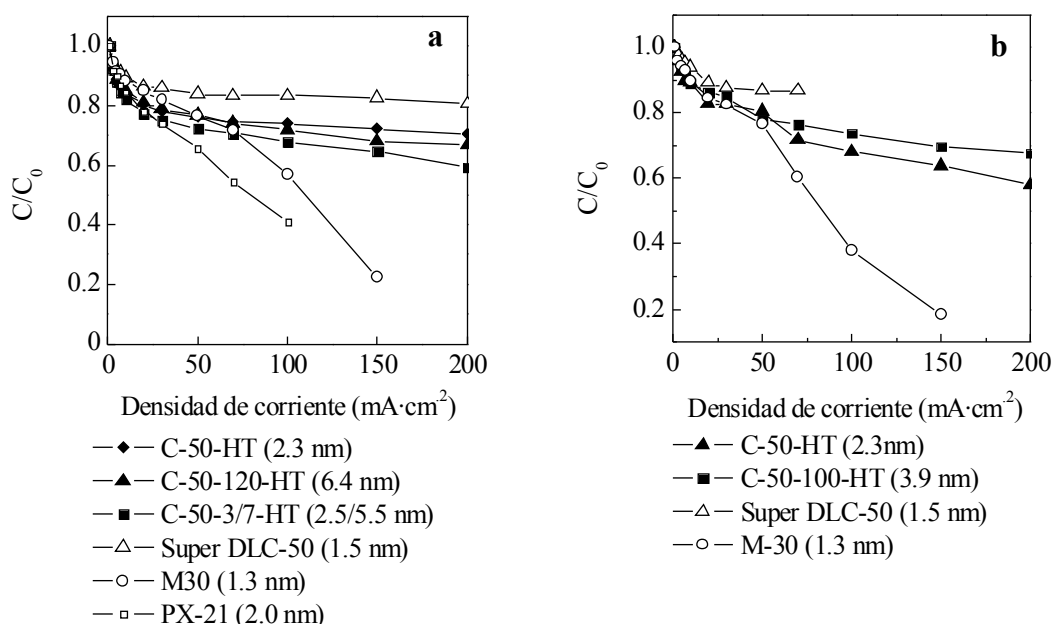 a
1.0
0.8
0.6
0.4
0.2
0
C/C0
0 50 100 150 200
Densidad de corriente (mA·cm-2)
C-50-HT (2.3 nm)
C-50-120-HT (6.4 nm)
C-50-3/7-HT (2.5/5.5 nm)
Super DLC-50 (1.5 nm)
M30 (1.3 nm)
PX-21 (2.0 nm)
b
1.0
0.8
0.6
0.4
0.2
C/C0
0 50 100 150 200
Densidad de corriente (mA·cm-2)
C-50-HT (2.3nm)
C-50-100-HT (3.9 nm)
Super DLC-50 (1.5 nm)
M-30 (1.3 nm)